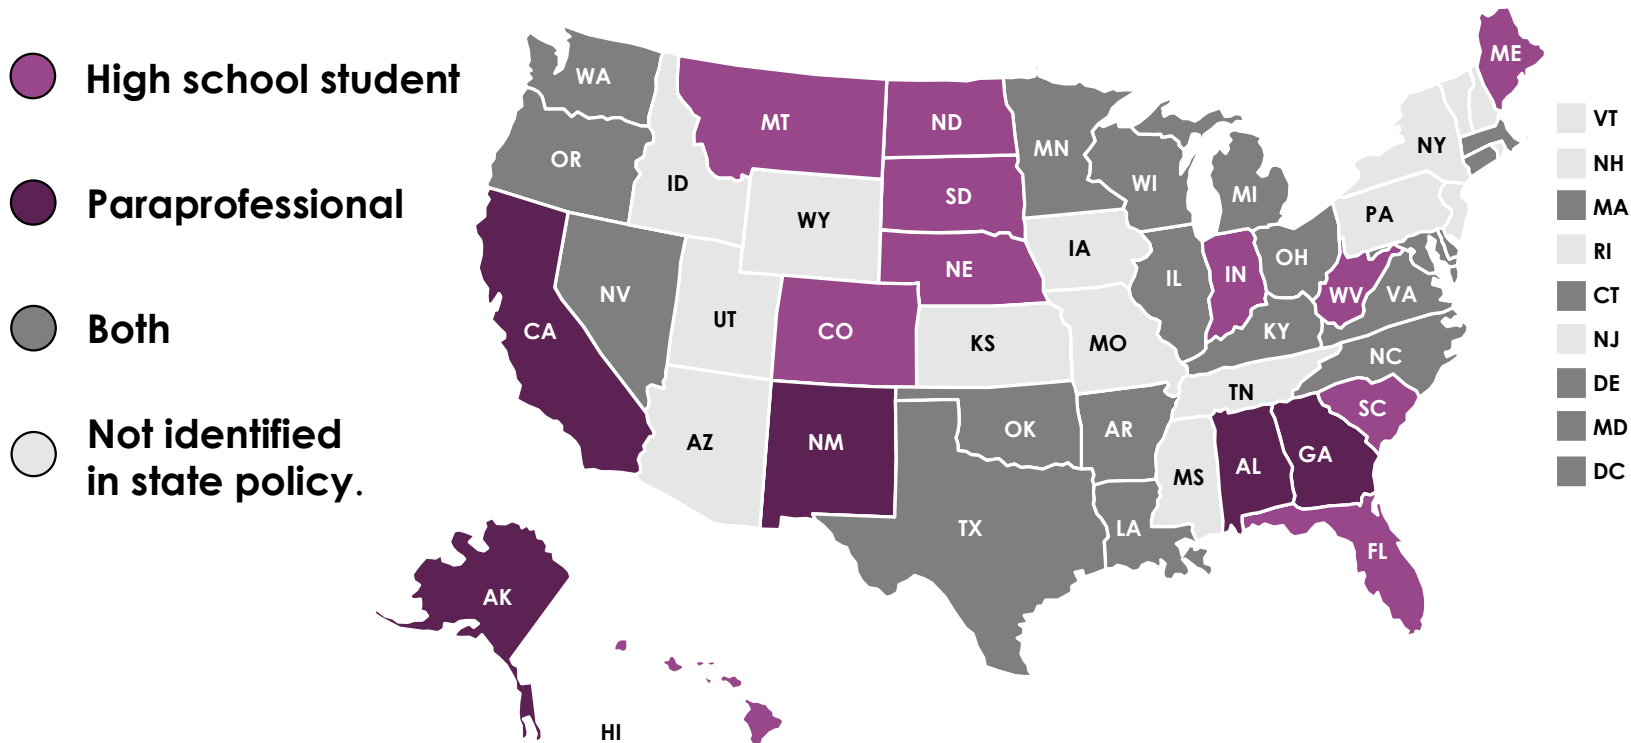 High school student
Paraprofessional
Both
Not identified
in state policy.
WA
OR
CA
NV
ID
MT
WY
UT
AZ
CO
NM
ND
SD
NE
KS
OK
TX
MN
IA
MO
AR
LA
WI
IL
MI
IN
OH
KY
TN
MS
AL
GA
FL
SC
NC
VA
WV
PA
NY
ME
AK
HI
VT
NH
MA
RI
CT
NJ
DE
MD
DC